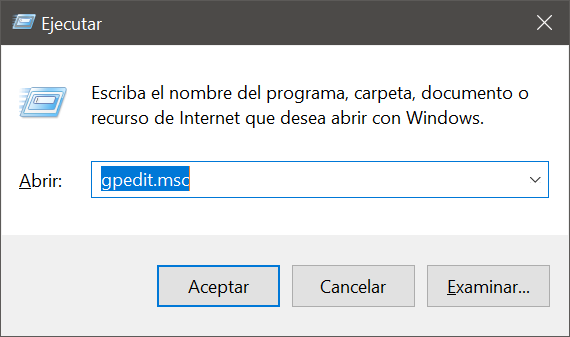 Ejecutar
Escriba el nombre del programa, carpeta, documento o
recurso de Internet que desea abrir con Windows.
Abrir: gpedit.msc
Aceptar Cancelar Examinar...